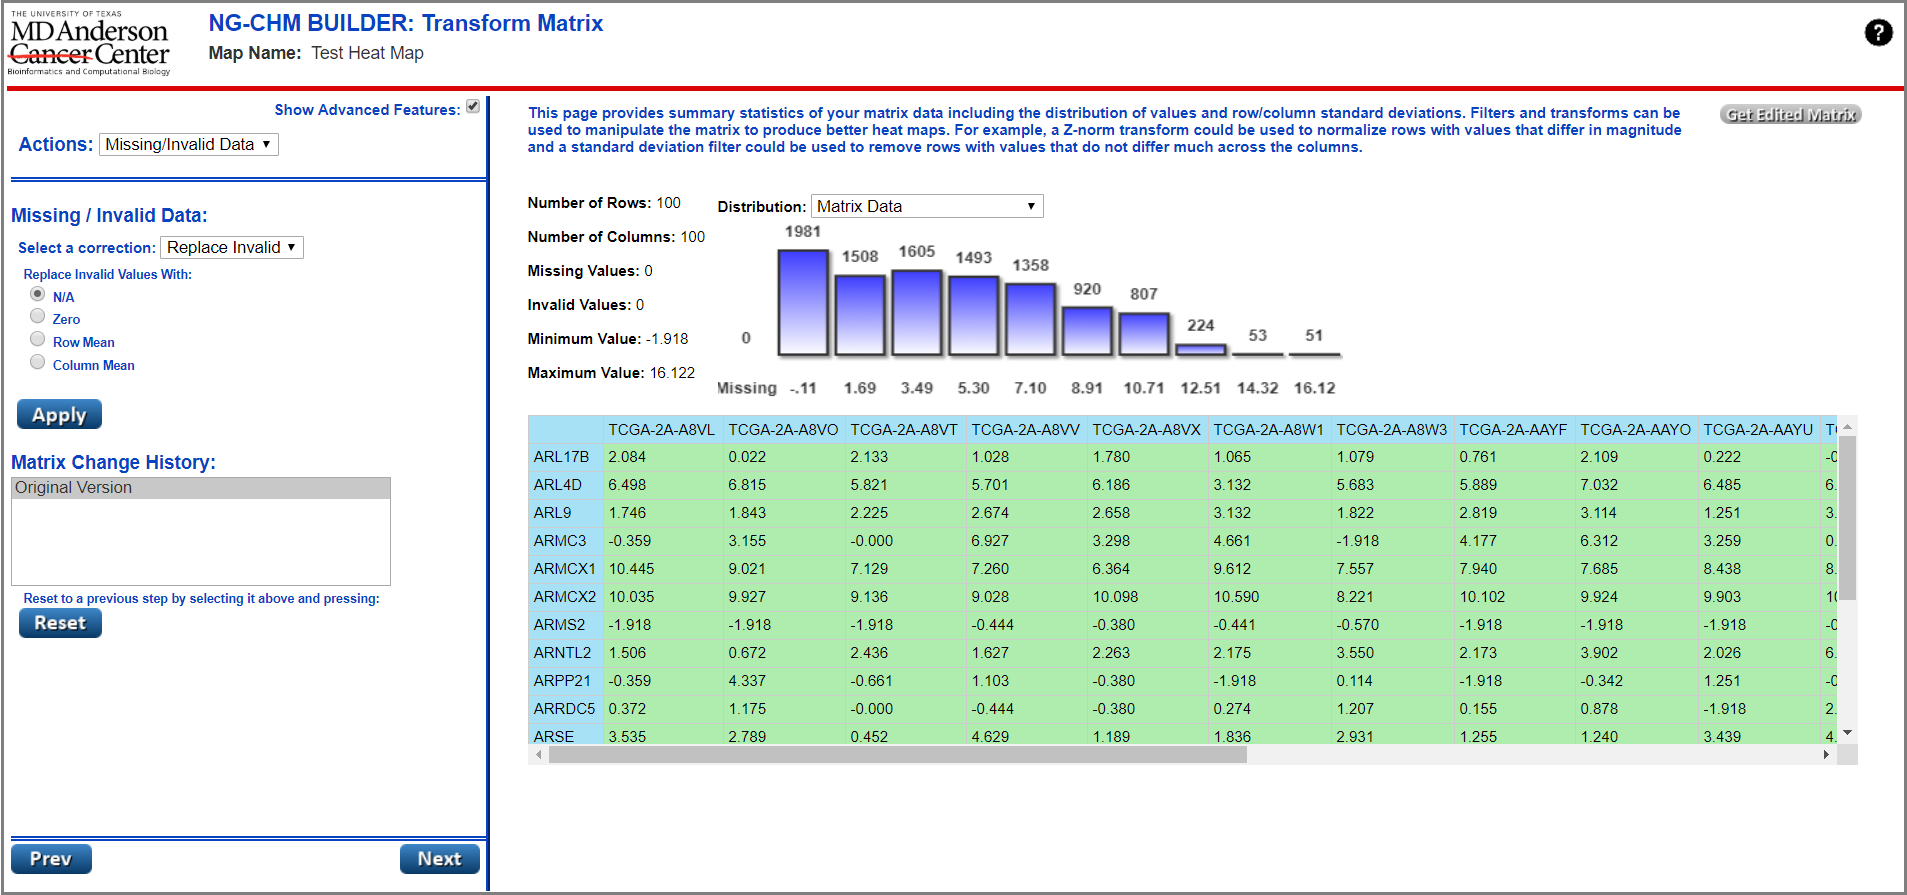 THE UNIVERSITY OF TEXAS
MD Anderson
Cancer Center
Bioinformatics and Computational Biology
NG-CHM BUILDER: Transform Matrix
Map Name: Test Heat Map
?
Show Advanced Features:
Actions: Missing/Invalid Data
Missing / Invalid Data:
Select a correction: Replace Invalid
Replace Invalid Values With:
N/A
Zero
Row Mean
Column Mean
Apply
Matrix Change History:
Original Version
Reset to a previous step by selecting it above and pressing:
Reset
Prev
Next
This page provides summary statistics of your matrix data including the distribution of values and row/column standard deviations. Filters and transforms can be
used to manipulate the matrix to produce better heat maps. For example, a Z-norm transform could be used to normalize rows with values that differ in magnitude
and a standard deviation filter could be used to remove rows with values that do not differ much across the columns.
Get Edited Matrix
Number of Rows: 100
Number of Columns: 100
Missing Values: 0
Invalid Values: 0
Minimum Value: -1.918
Maximum Value: 16.122
Distribution: Matrix Data
0 1981 1508 1605 1493 1358 920 807 224 53 51
Missing -.11 1.69 3.49 5.30 7.10 8.91 10.71 12.51 14.32 16.12
TCGA-2A-A8VL TCGA-2A-A8VO TCGA-2A-A8VT TCGA-2A-A8VV TCGA-2A-A8VX TCGA-2A-A8W1 TCGA-2A-A8W3 TCGA-2A-AAYF TCGA-2A-AAYO TCGA-2A-AAYU
ARL17B 2.084 0.022 2.133 1.028 1.780 1.065 1.079 0.761 2.109 0.222
ARL4D 6.498 6.815 5.821 5.701 6.186 3.132 5.683 5.889 7.032 6.485 6.
ARL9 1.746 1.843 2.225 2.674 2.658 3.132 1.822 2.819 3.114 1.251 3.
ARMC3 -0.359 3.155 -0.000 6.927 3.298 4.661 -1.918 4.177 6.312 3.259 0.
ARMCX1 10.445 9.021 7.129 7.260 6.364 9.612 7.557 7.940 7.685 8.438 8.
ARMCX2 10.035 9.927 9.136 9.028 10.098 10.590 8.221 10.102 9.924 9.903
ARMS2 -1.918 -1.918 -1.918 -0.444 -0.380 -0.441 -0.570 -1.918 -1.918 -1.918
ARNTL2 1.506 0.672 2.436 1.627 2.263 2.175 3.550 2.173 3.902 2.026 6.
ARPP21 -0.359 4.337 -0.661 1.103 -0.380 -1.918 0.114 -1.918 -0.342 1.251
ARRDC5 0.372 1.175 -0.000 -0.444 -0.380 0.274 1.207 0.155 0.878 -1.918 2.
ARSE 3.535 2.789 0.452 4.629 1.189 1.836 2.931 1.255 1.240 3.439 4.